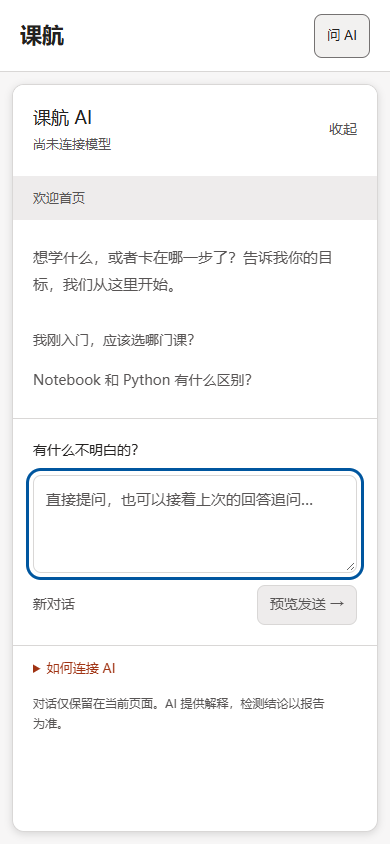 课航
问 AI
课航 AI
尚未连接模型
收起
欢迎首页
想学什么，或者卡在哪一步了？告诉我你的目
标，我们从这里开始。
我刚入门，应该选哪门课？
Notebook 和 Python 有什么区别？
有什么不明白的？
直接提问，也可以接着上次的回答追问...
新对话
预览发送 →
▶ 如何连接 AI
对话仅保留在当前页面。AI 提供解释，检测结论以报告
为准。